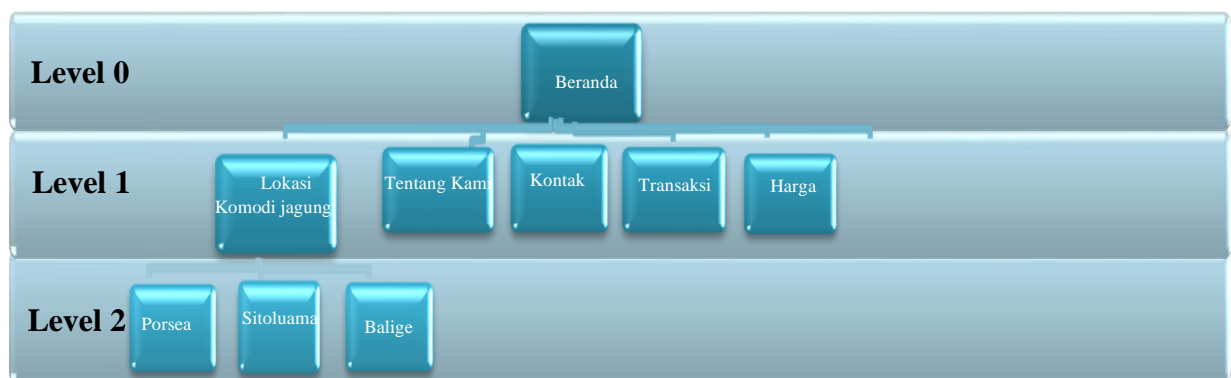 Level 0
Beranda
Level 1
Lokasi
Komodi jagung
Tentang Kami
Kontak
Transaksi
Harga
Level 2
Porsea
Sitoluama
Balige